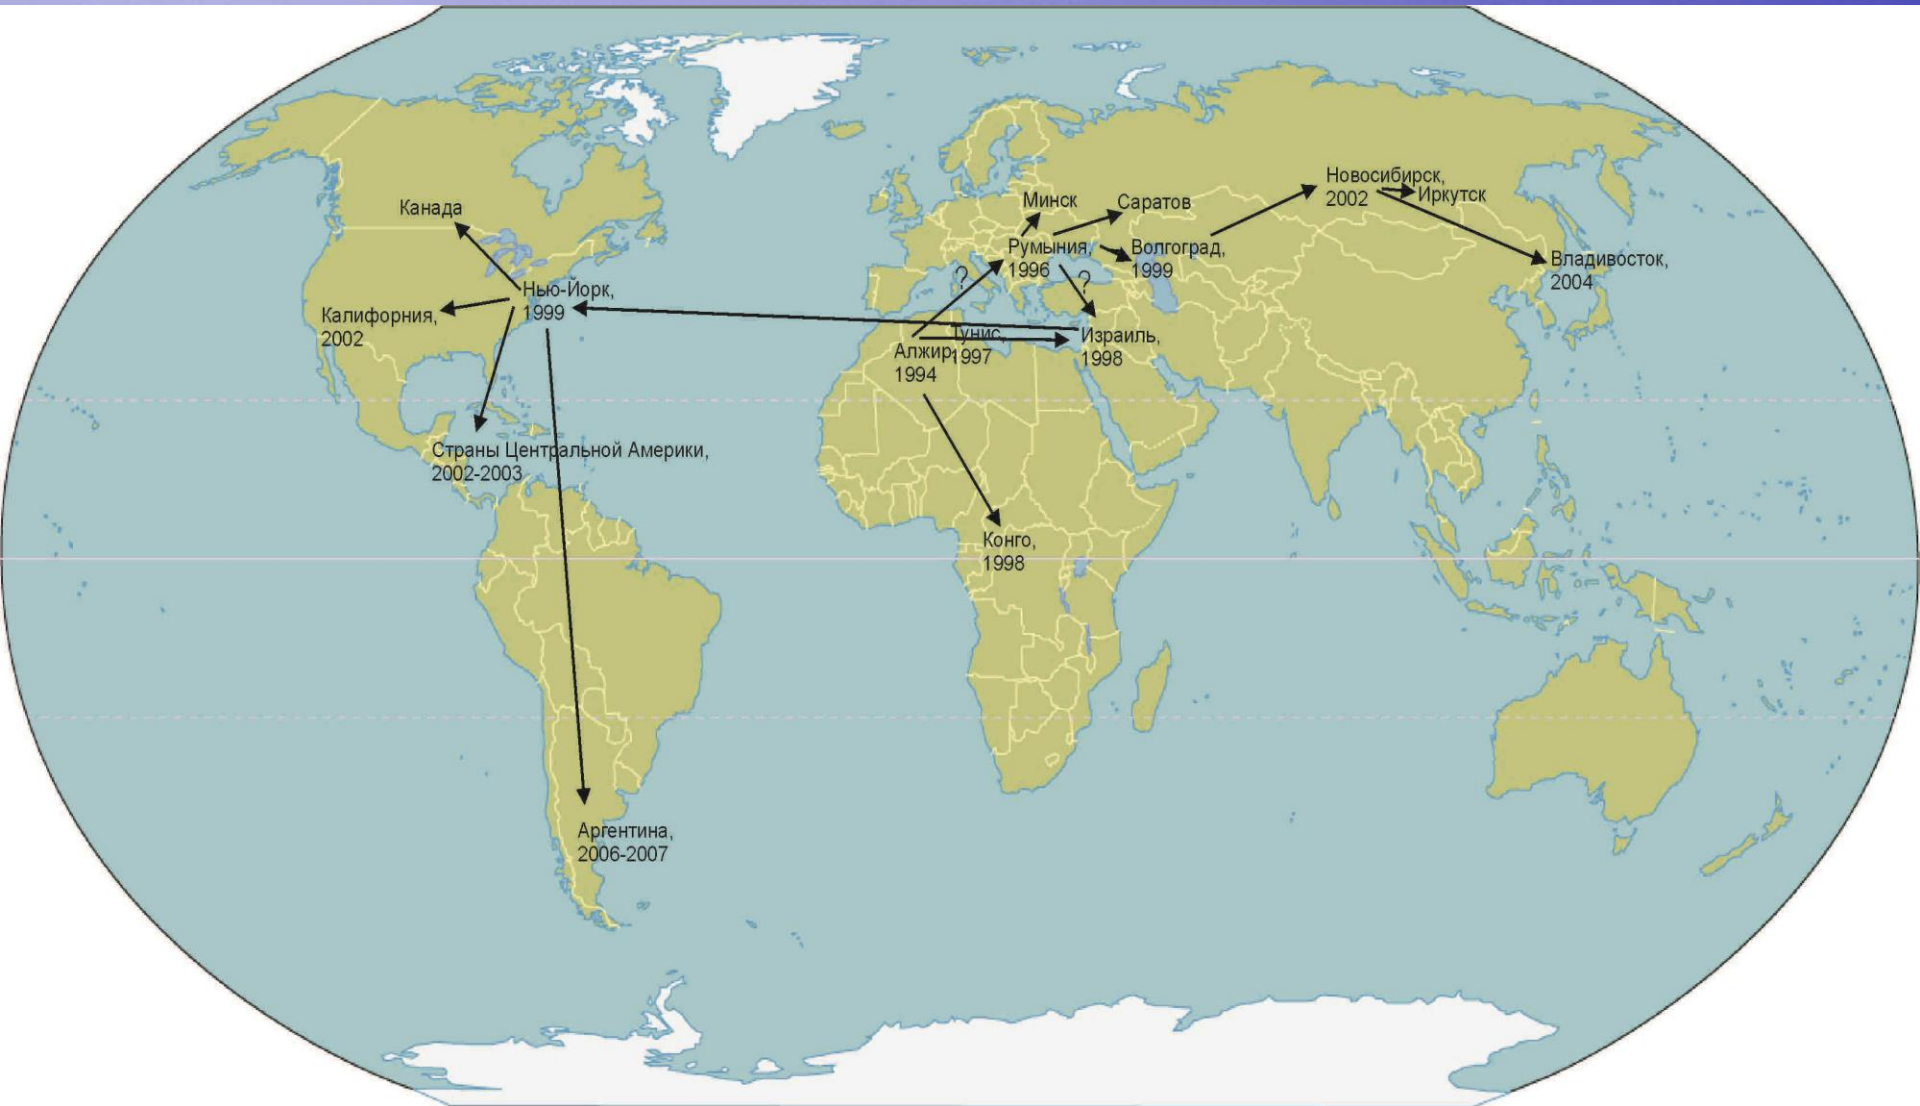 Новосибирск,
2002
Иркутск
Минск
Саратов
Канада
Румыния,
1996
Волгоград,
1999
Владивосток,
2004
?
?
Нью-Йорк,
1999
Калифорния,
2002
Тунис,
1997
Израиль,
1998
Алжир,
1994
Страны Центральной Америки,
2002-2003
Конго,
1998
Аргентина,
2006-2007